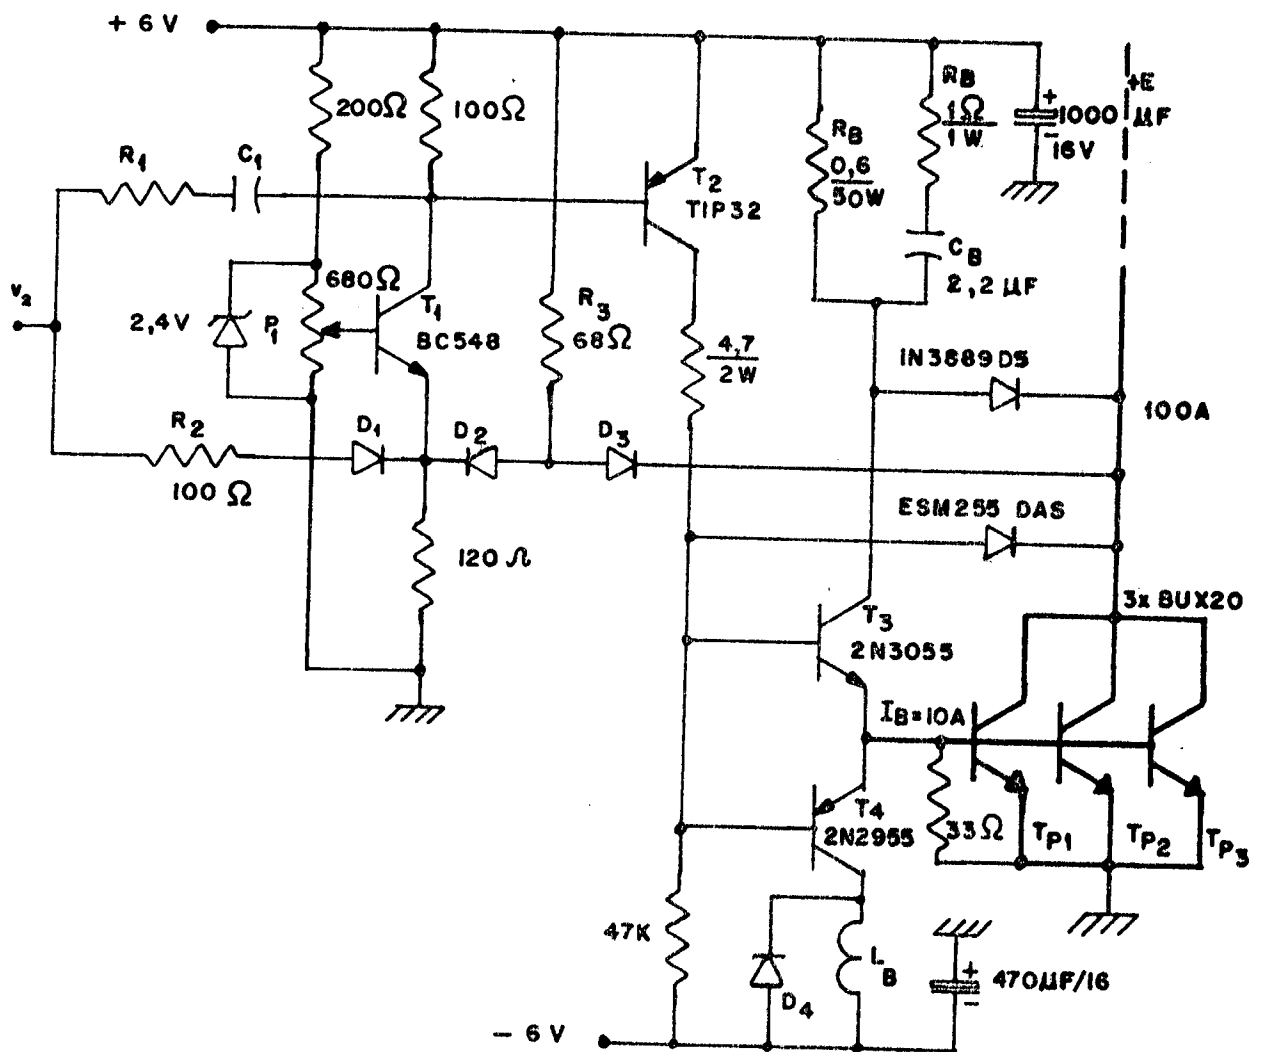 + 6 V
200Ω
100Ω
R1
C1
T2
TIP32
RB
0,6
50W
RB
1Ω
1W
+
1000 µF
-
16V
+E
CB
2,2 µF
V2
2,4V
680Ω
P1
T1
BC548
R3
68Ω
4,7
2W
IN3889 D5
100A
R2
100 Ω
D1
D2
D3
ESM255 DAS
120 Ω
3x BUX20
T3
2N3055
IB=10A
T4
2N2955
33Ω
TP1
TP2
TP3
47K
D4
LB
+
-
470µF/16
- 6 V